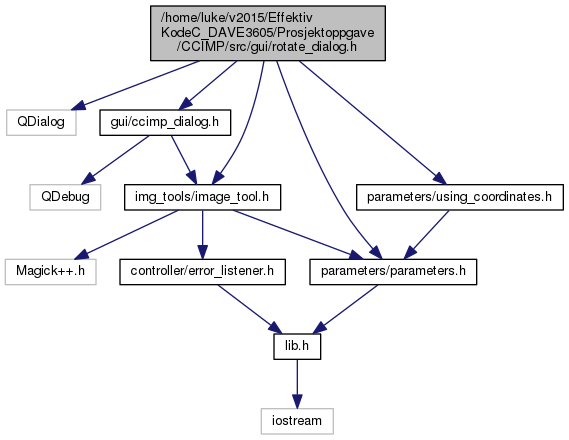 /home/luke/v2015/Effektiv
KodeC_DAVE3605/Prosjektoppgave
/CCIMP/src/gui/rotate_dialog.h
QDialog
gui/ccimp_dialog.h
QDebug
img_tools/image_tool.h
parameters/using_coordinates.h
Magick++.h
controller/error_listener.h
parameters/parameters.h
lib.h
iostream